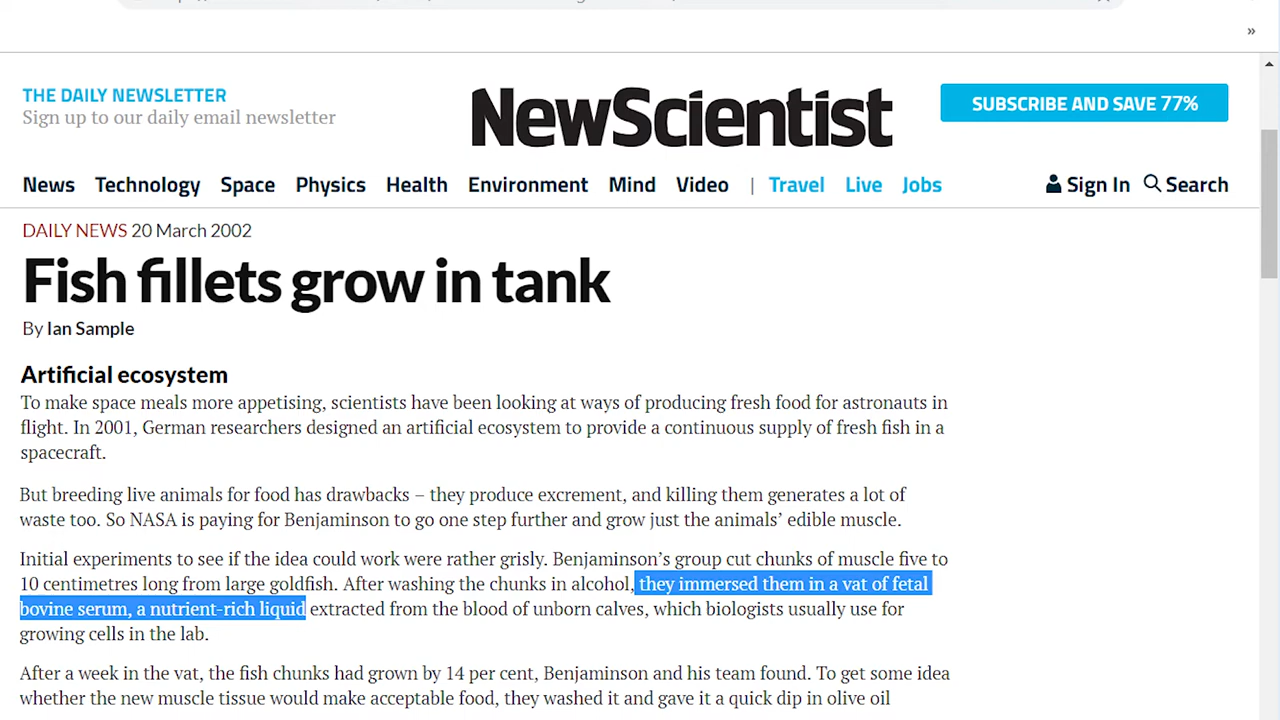 »
THE DAILY NEWSLETTER
Sign up to our daily email newsletter
NewScientist
SUBSCRIBE AND SAVE 77%
News Technology Space Physics Health Environment Mind Video | Travel Live Jobs Sign In Search
DAILY NEWS 20 March 2002
Fish fillets grow in tank
By Ian Sample
Artificial ecosystem
To make space meals more appetising, scientists have been looking at ways of producing fresh food for astronauts in
flight. In 2001, German researchers designed an artificial ecosystem to provide a continuous supply of fresh fish in a
spacecraft.
But breeding live animals for food has drawbacks – they produce excrement, and killing them generates a lot of
waste too. So NASA is paying for Benjaminson to go one step further and grow just the animals’ edible muscle.
Initial experiments to see if the idea could work were rather grisly. Benjaminson’s group cut chunks of muscle five to
10 centimetres long from large goldfish. After washing the chunks in alcohol, they immersed them in a vat of fetal
bovine serum, a nutrient-rich liquid extracted from the blood of unborn calves, which biologists usually use for
growing cells in the lab.
After a week in the vat, the fish chunks had grown by 14 per cent, Benjaminson and his team found. To get some idea
whether the new muscle tissue would make acceptable food, they washed it and gave it a quick dip in olive oil